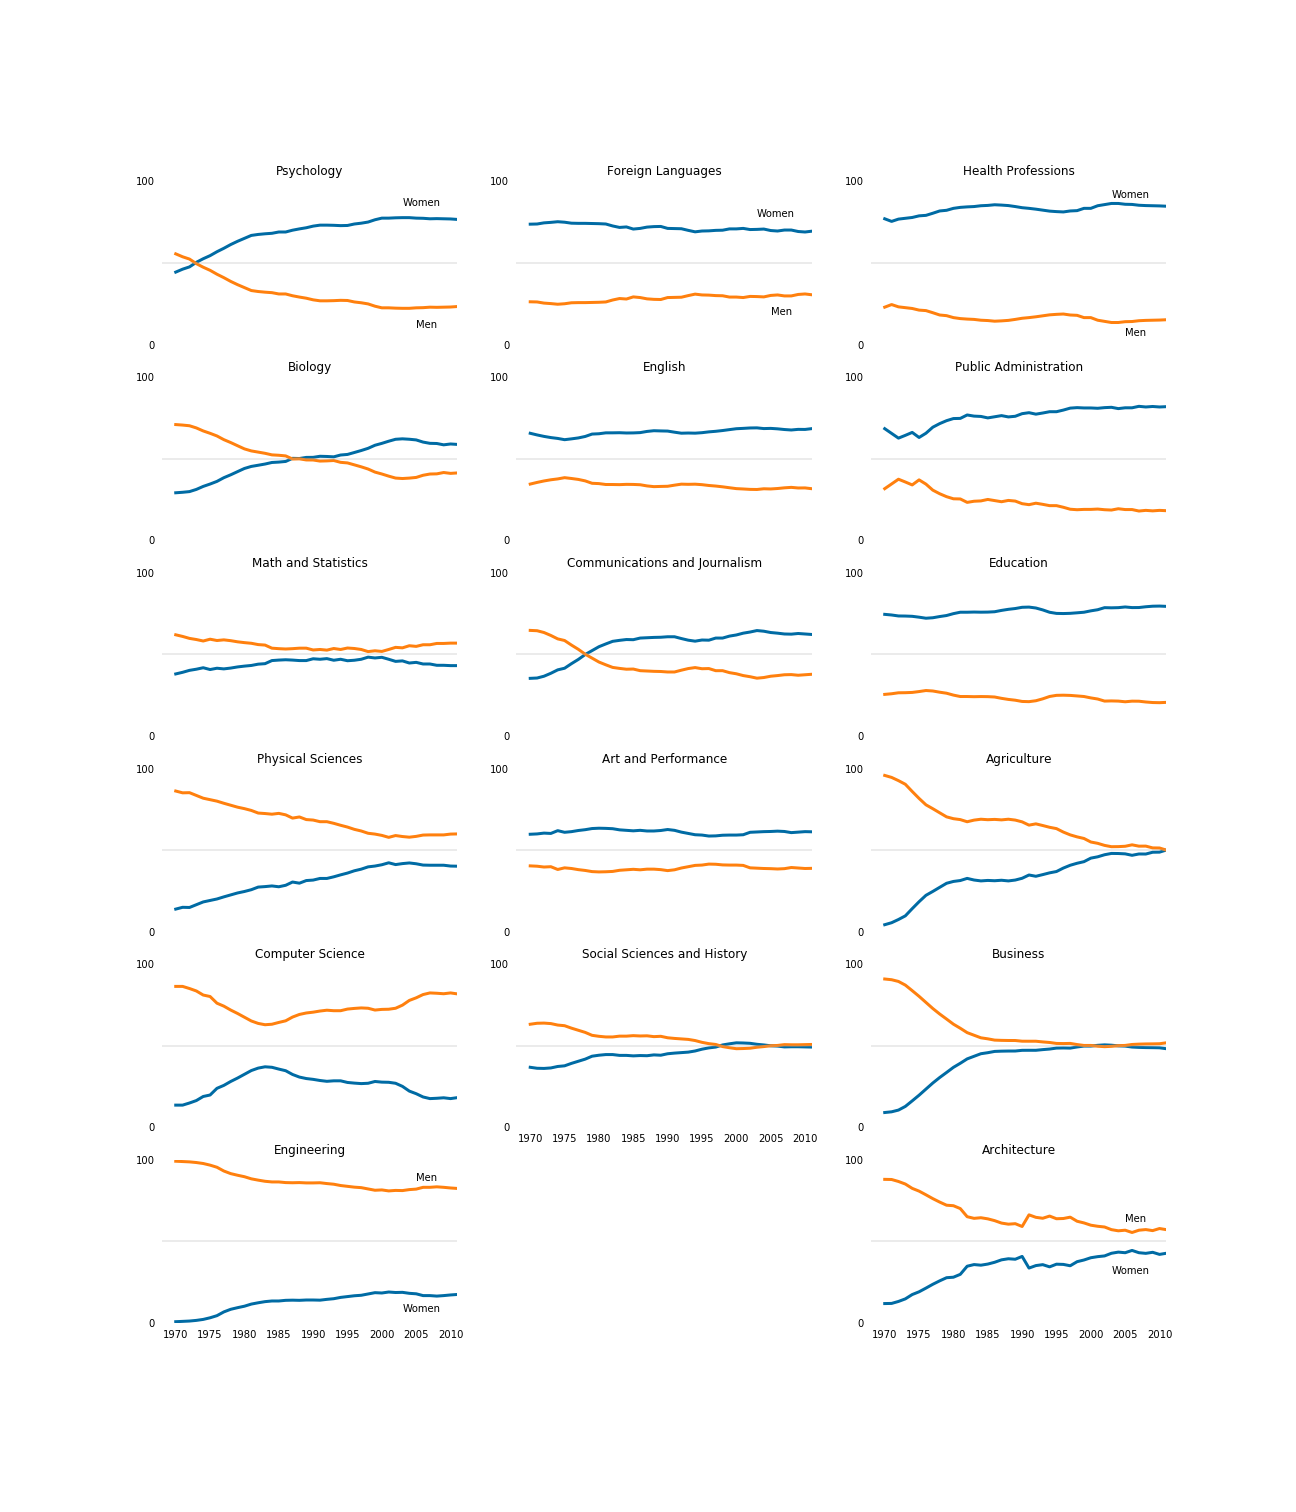 Psychology
Foreign Languages
Health Professions
100
Women
Men
0
100
Women
Men
0
100
Women
Men
0
Biology
English
Public Administration
100
0
100
0
100
0
Math and Statistics
Communications and Journalism
Education
100
0
100
0
100
0
Physical Sciences
Art and Performance
Agriculture
100
0
100
0
100
0
Computer Science
Social Sciences and History
Business
100
0
100
0
1970 1975 1980 1985 1990 1995 2000 2005 2010
100
0
Engineering
100
Men
Women
0
1970 1975 1980 1985 1990 1995 2000 2005 2010
Architecture
100
Men
Women
0
1970 1975 1980 1985 1990 1995 2000 2005 2010